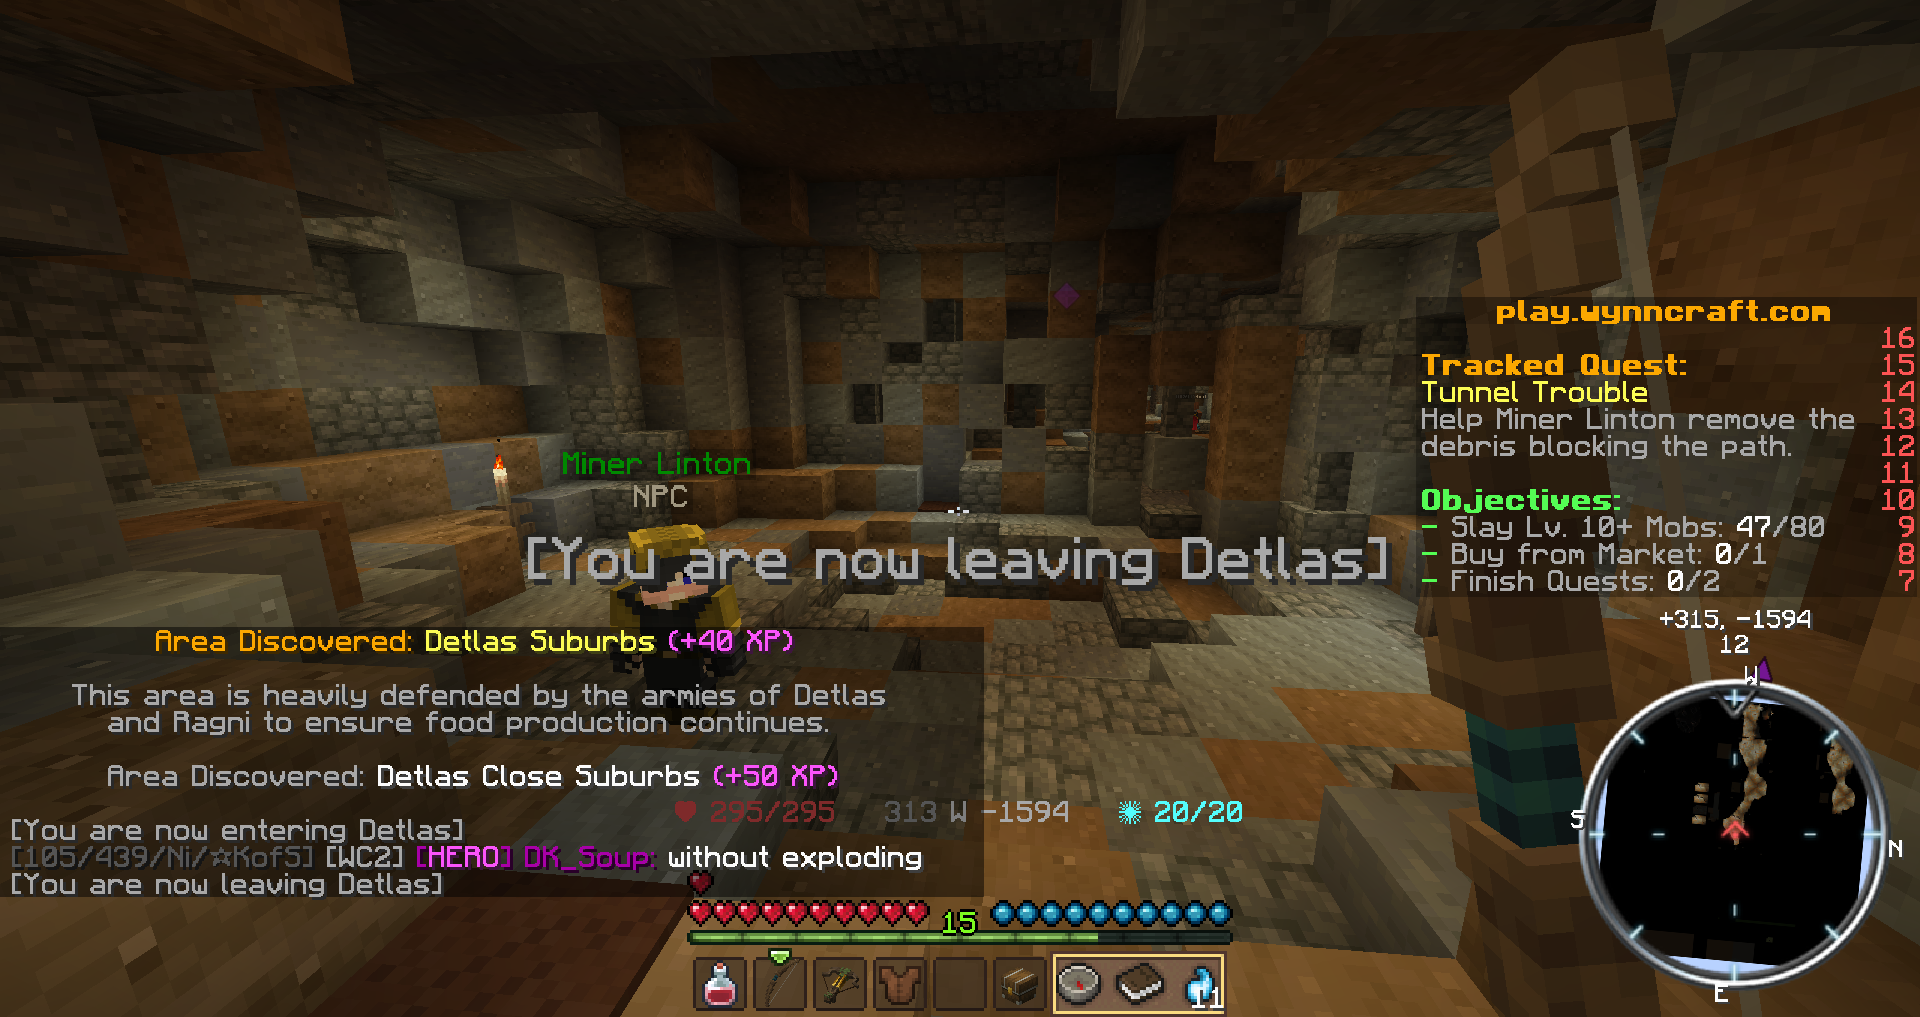 play.wynncraft.com
16
Tracked Quest: 15
Tunnel Trouble 14
Help Miner Linton remove the 13
debris blocking the path. 12
11
Objectives: 10
- Slay Lv. 10+ Mobs: 47/80 9
- Buy from Market: 0/1 8
- Finish Quests: 0/2 7
Miner Linton
NPC
[You are now leaving Detlas]
+315, -1594
12
W
S
N
E
Area Discovered: Detlas Suburbs (+40 XP)
This area is heavily defended by the armies of Detlas
and Ragni to ensure food production continues.
Area Discovered: Detlas Close Suburbs (+50 XP)
295/295 313 W -1594 20/20
[You are now entering Detlas]
[105/439/Ni/☆KofS] [WC2] [HERO] DK_Soup: without exploding
[You are now leaving Detlas]
15
11